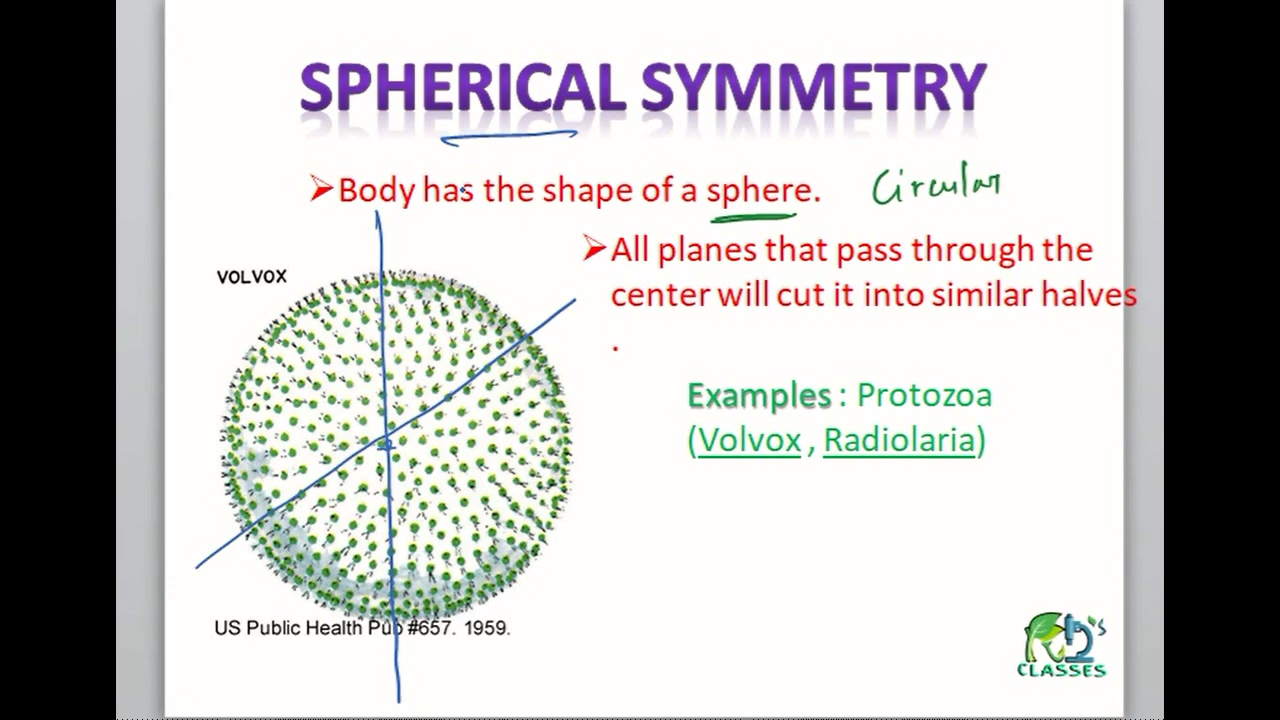 SPHERICAL SYMMETRY
➢Body has the shape of a sphere. Circular
➢All planes that pass through the
center will cut it into similar halves
.
VOLVOX
Examples : Protozoa
(Volvox , Radiolaria)
US Public Health Pub #657. 1959.
's
CLASSES